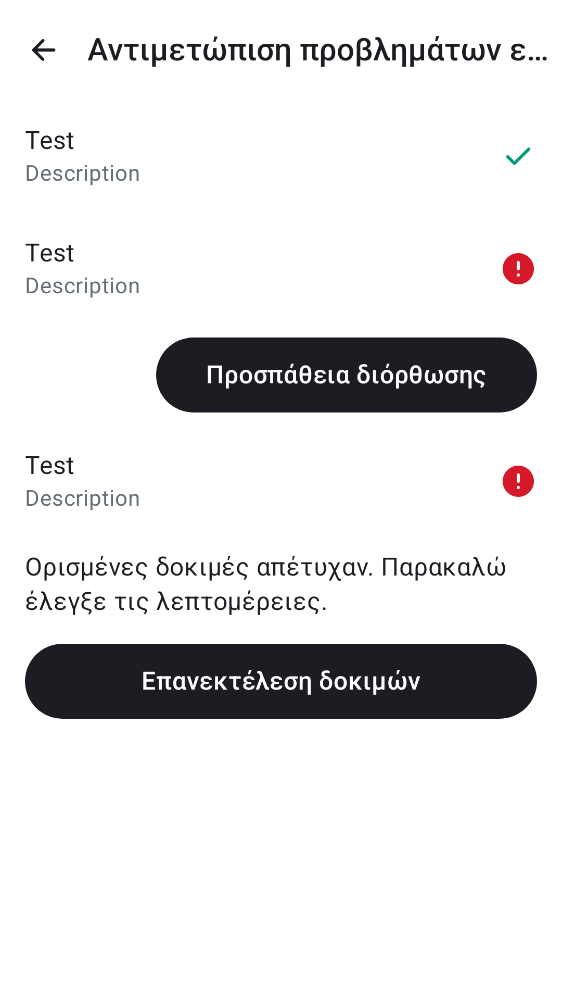 Αντιμετώπιση προβλημάτων ε...
Test
Description
Test
Description
Προσπάθεια διόρθωσης
Test
Description
Ορισμένες δοκιμές απέτυχαν. Παρακαλώ
έλεγξε τις λεπτομέρειες.
Επανεκτέλεση δοκιμών